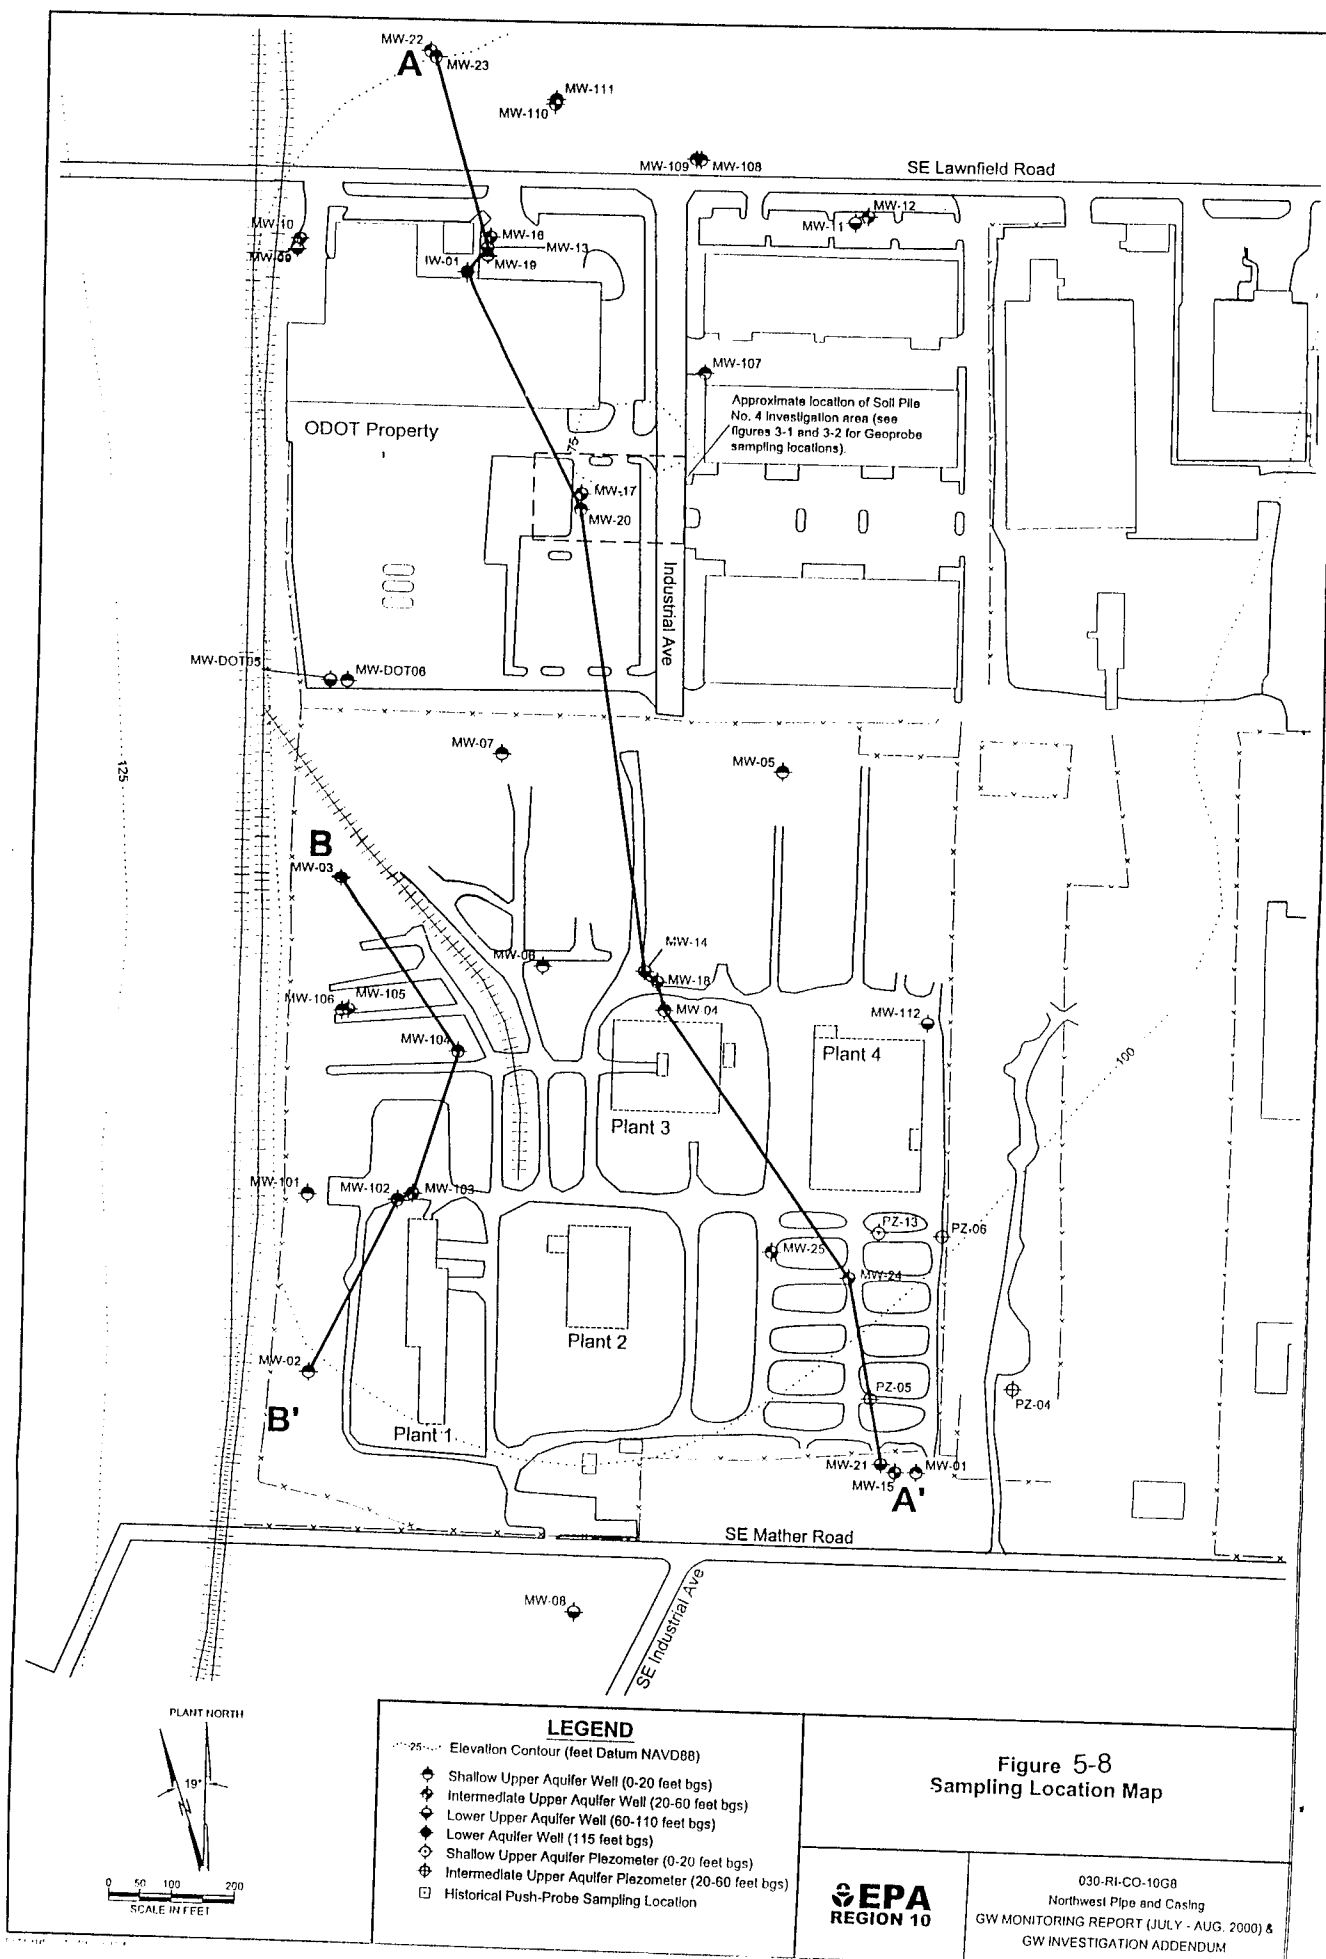 MW-22
A
MW-23
MW-111
MW-110
MW-109
MW-108
SE Lawnfield Road
MW-12
MW-11
MW-10
MW-09
MW-16
MW-13
MW-19
IW-01
MW-107
Approximate location of Soil Pile
No. 4 investigation area (see
figures 3-1 and 3-2 for Geoprobe
sampling locations).
ODOT Property
75
MW-17
MW-20
Industrial Ave
MW-DOT05
MW-DOT06
MW-07
MW-05
125
B
MW-03
MW-14
MW-18
MW-04
MW-106
MW-105
MW-104
MW-112
Plant 4
100
Plant 3
MW-101
MW-102
MW-103
PZ-13
PZ-06
MW-25
MW-24
Plant 2
MW-02
B'
PZ-05
PZ-04
Plant 1
MW-21
MW-01
MW-15
A'
SE Mather Road
MW-08
SE Industrial Ave
PLANT NORTH
19°
0 50 100 200
SCALE IN FEET
LEGEND
25 Elevation Contour (feet Datum NAVD88)
Shallow Upper Aquifer Well (0-20 feet bgs)
Intermediate Upper Aquifer Well (20-60 feet bgs)
Lower Upper Aquifer Well (60-110 feet bgs)
Lower Aquifer Well (115 feet bgs)
Shallow Upper Aquifer Piezometer (0-20 feet bgs)
Intermediate Upper Aquifer Piezometer (20-60 feet bgs)
Historical Push-Probe Sampling Location
Figure 5-8
Sampling Location Map
EPA
REGION 10
030-RI-CO-10G8
Northwest Pipe and Casing
GW MONITORING REPORT (JULY - AUG. 2000) &
GW INVESTIGATION ADDENDUM